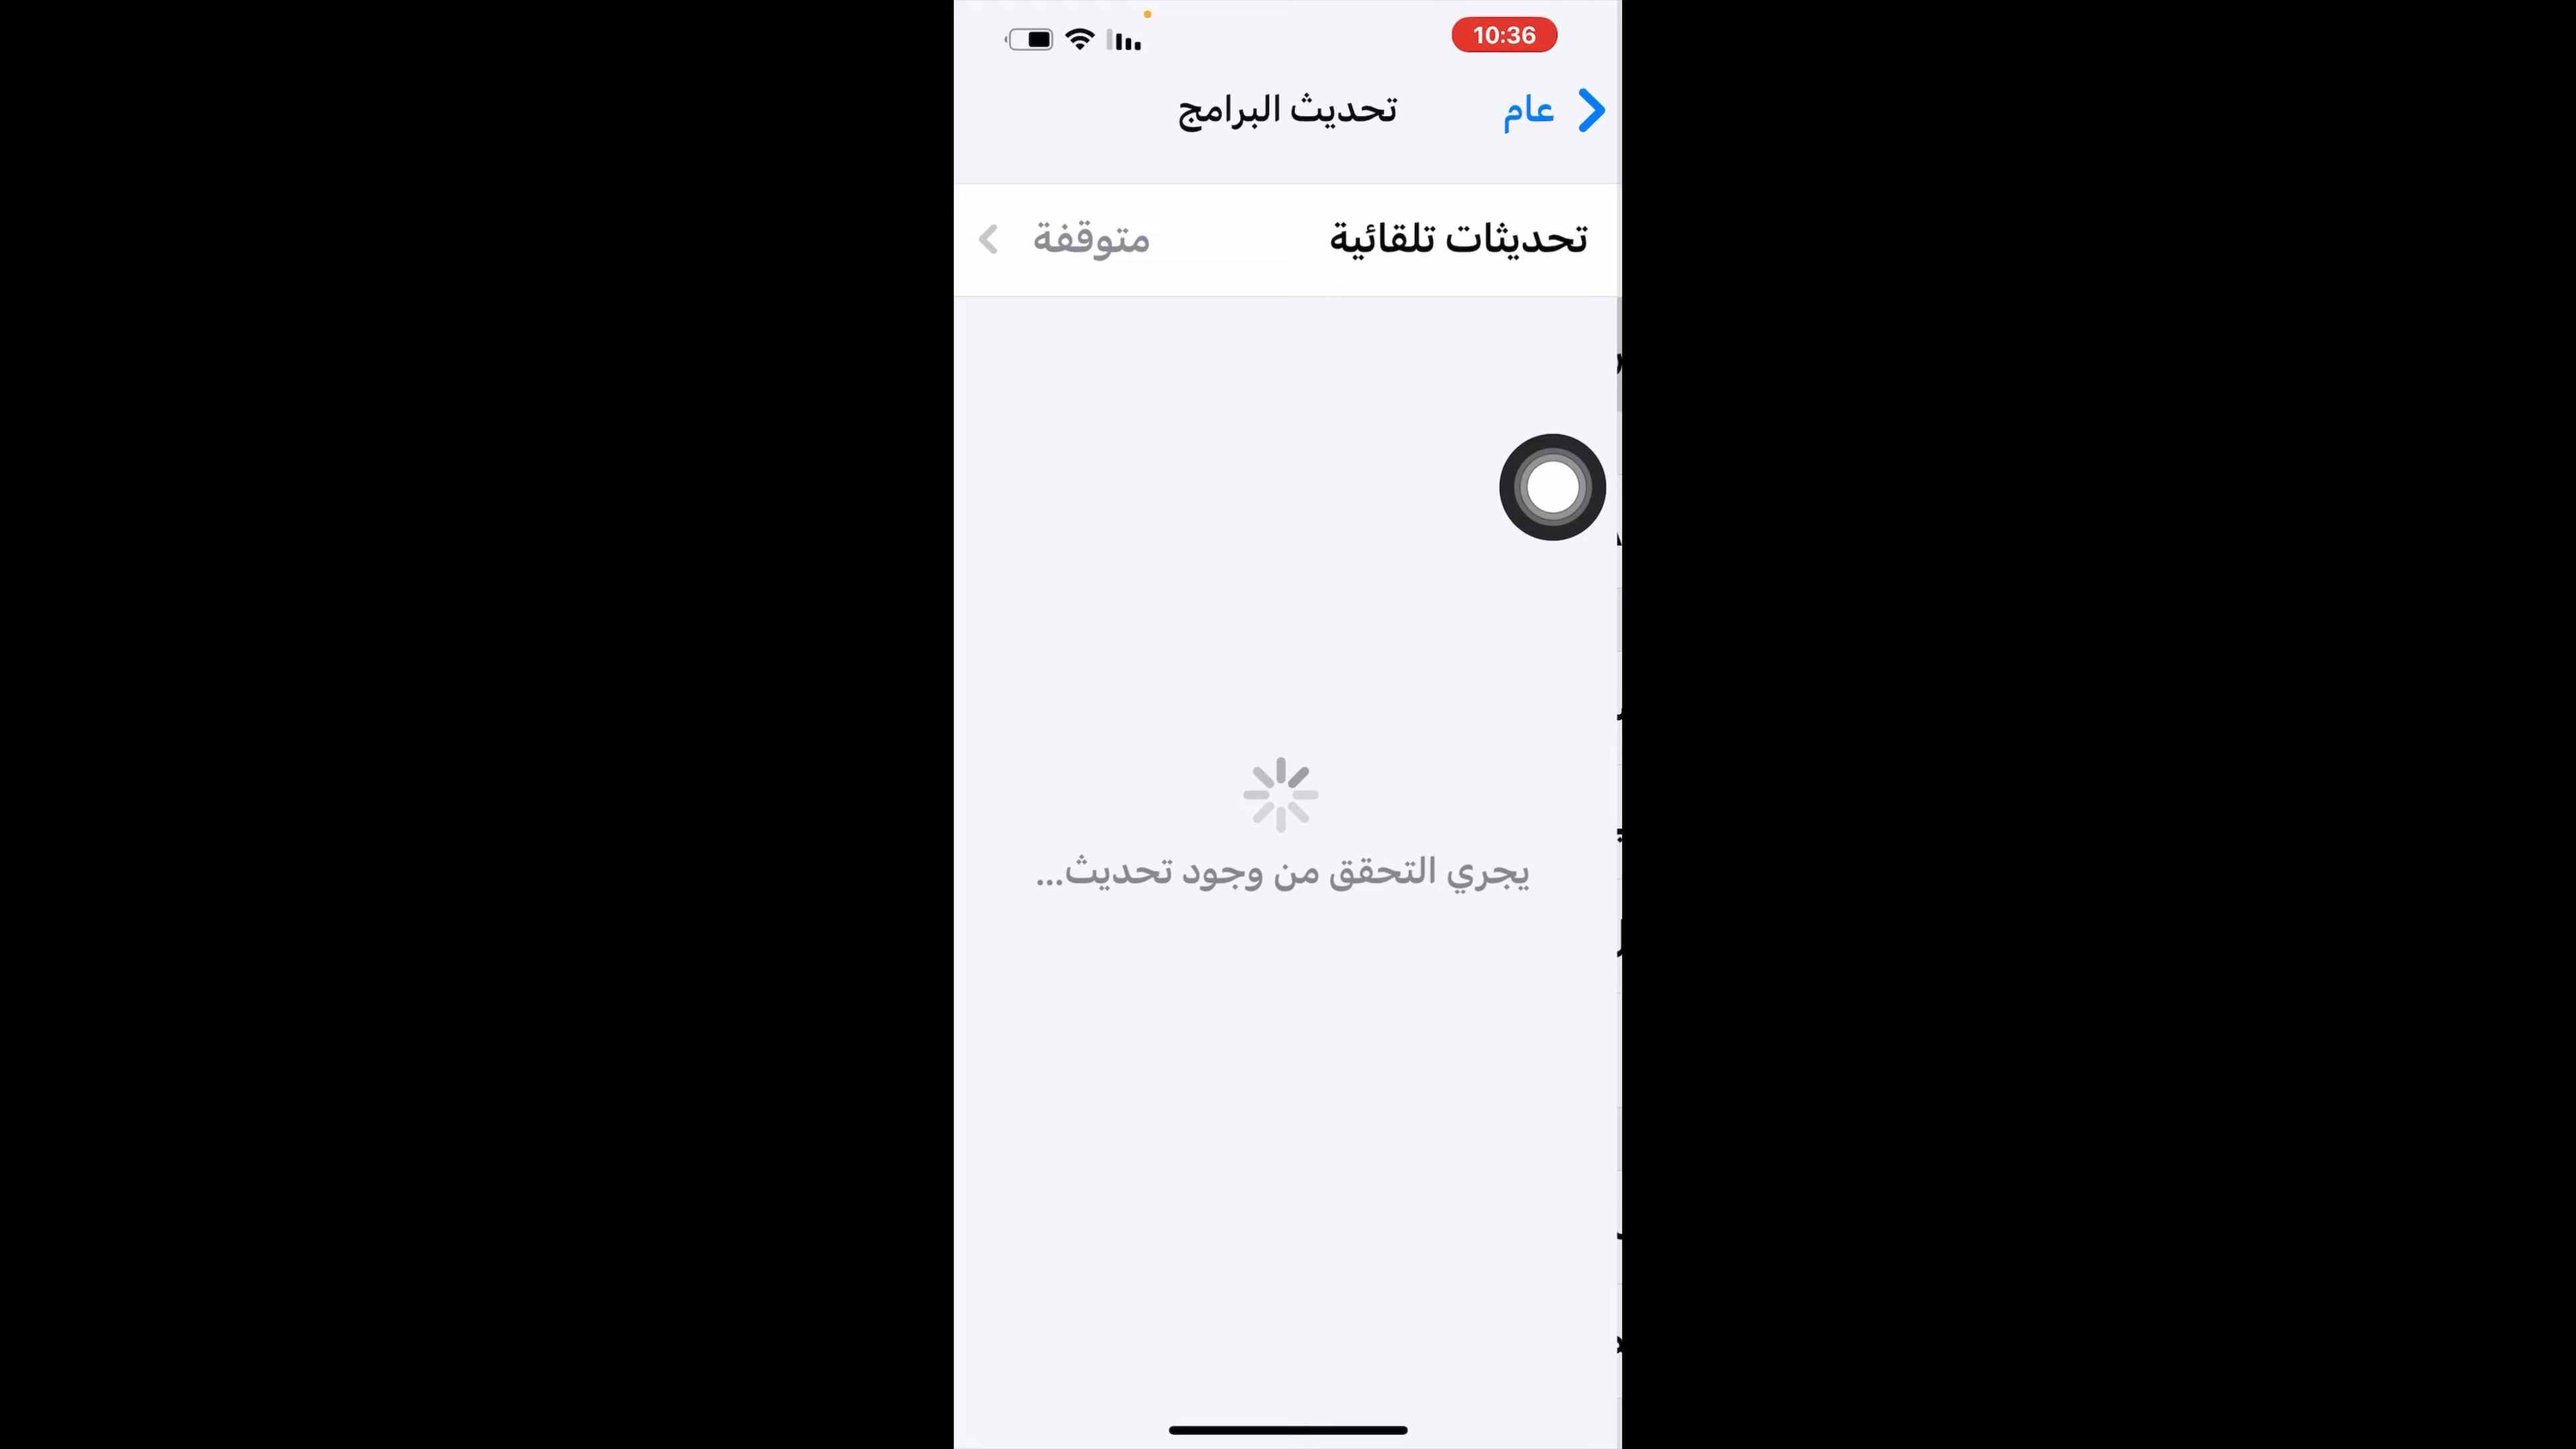 10:36
عام
تحديث البرامج
تحديثات تلقائية
متوقفة
يجري التحقق من وجود تحديث...